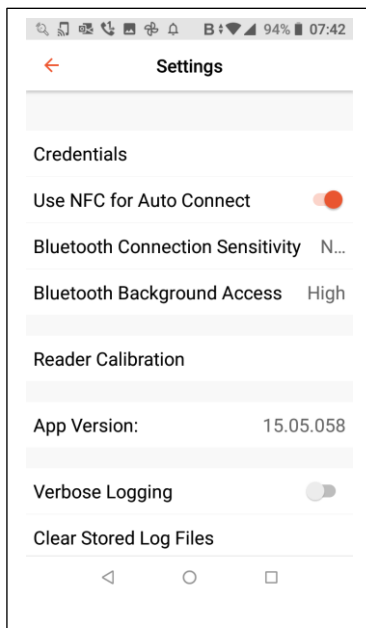 B 94% 07:42
Settings
Credentials
Use NFC for Auto Connect
Bluetooth Connection Sensitivity N...
Bluetooth Background Access High
Reader Calibration
App Version: 15.05.058
Verbose Logging
Clear Stored Log Files